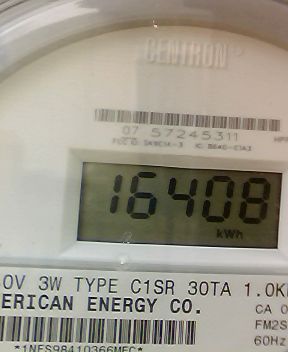 CENTRON
07 57245311
16408
kWh
0V 3W TYPE C1SR 30TA 1.0K
ERICAN ENERGY CO.
CA 0
FM2S
60Hz
*1NES98410366MEC*